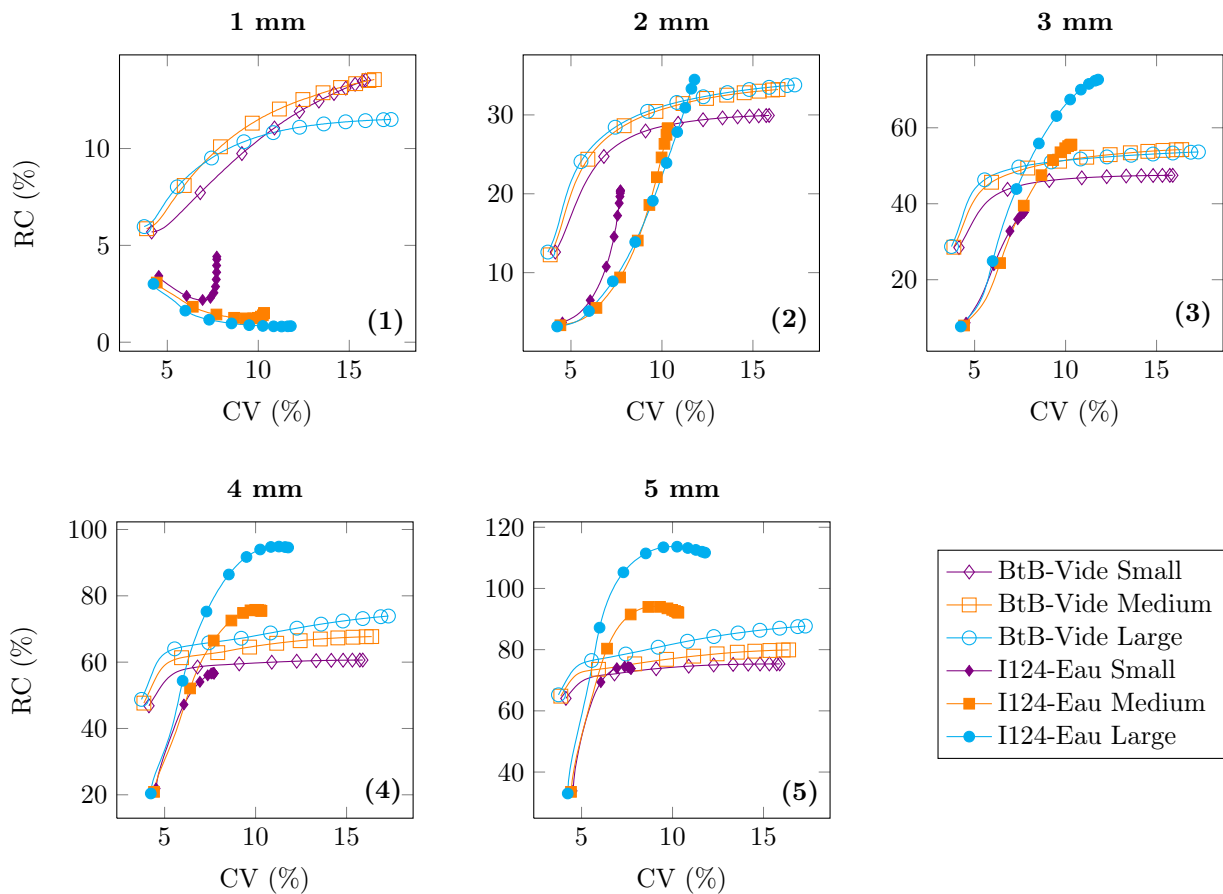 1 mm
2 mm
3 mm
RC (%)
0
5
10
5
10
15
CV (%)
(1)
10
20
30
5
10
15
CV (%)
(2)
20
40
60
5
10
15
CV (%)
(3)
4 mm
5 mm
RC (%)
20
40
60
80
100
5
10
15
CV (%)
(4)
40
60
80
100
120
5
10
15
CV (%)
(5)
BtB-Vide Small
BtB-Vide Medium
BtB-Vide Large
I124-Eau Small
I124-Eau Medium
I124-Eau Large